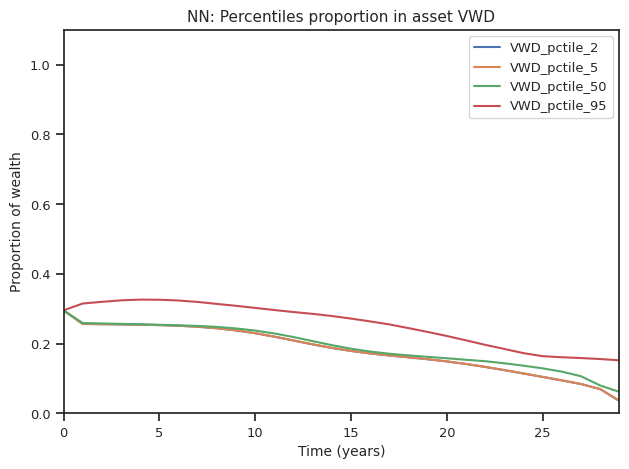 NN: Percentiles proportion in asset VWD
VWD_pctile_2
VWD_pctile_5
VWD_pctile_50
VWD_pctile_95
Proportion of wealth
1.0
0.8
0.6
0.4
0.2
0.0
0 5 10 15 20 25
Time (years)